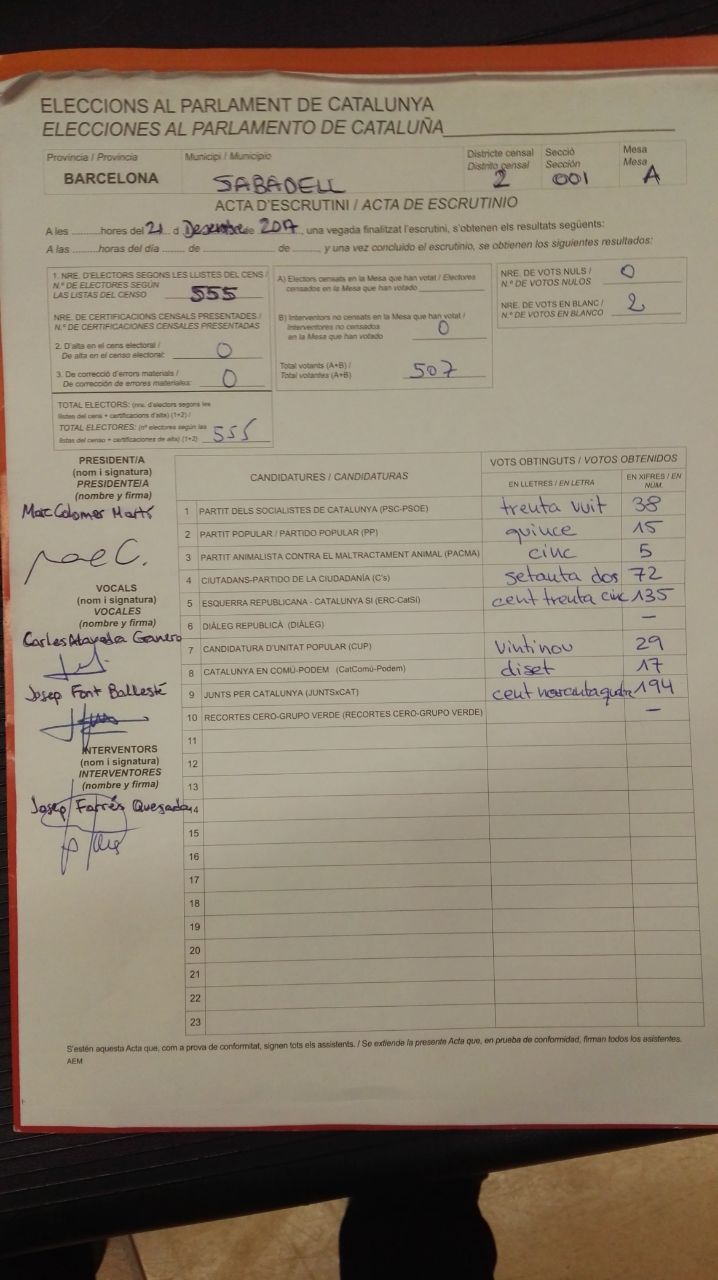 ELECCIONS AL PARLAMENT DE CATALUNYA
ELECCIONES AL PARLAMENTO DE CATALUÑA
Província / Provincia
BARCELONA
Municipi / Municipio
SABADELL
Districte censal
Distrito censal
2
Secció
Sección
001
Mesa
Mesa
A
ACTA D'ESCRUTINI / ACTA DE ESCRUTINIO
A les ..........hores del 21 d Desembre de 2017, una vegada finalitzat l'escrutini, s'obtenen els resultats següents:
A las ..........horas del día ........ de .................... de ........, y una vez concluido el escrutinio, se obtienen los siguientes resultados:
1. NRE. D'ELECTORS SEGONS LES LLISTES DEL CENS /
N.º DE ELECTORES SEGÚN
LAS LISTAS DEL CENSO 555
NRE. DE CERTIFICACIONS CENSALS PRESENTADES /
N.º DE CERTIFICACIONES CENSALES PRESENTADAS
2. D'alta en el cens electoral /
De alta en el censo electoral: 0
3. De correcció d'errors materials /
De corrección de errores materiales: 0
TOTAL ELECTORS: (nre. d'electors segons les
llistes del cens + certificacions d'alta) (1+2) /
TOTAL ELECTORES: (nº electores según las
listas del censo + certificaciones de alta) (1+2) 555
A) Electors censats en la Mesa que han votat / Electores
censados en la Mesa que han votado
B) Interventors no censats en la Mesa que han votat /
Interventores no censados
en la Mesa que han votado 0
Total votants (A+B) /
Total votantes (A+B) 507
NRE. DE VOTS NULS /
N.º DE VOTOS NULOS 0
NRE. DE VOTS EN BLANC /
N.º DE VOTOS EN BLANCO 2
PRESIDENT/A
(nom i signatura)
PRESIDENTE/A
(nombre y firma)
Marc Colomer
VOCALS
(nom i signatura)
VOCALES
(nombre y firma)
Carles
Josep Font Ballesté
INTERVENTORS
(nom i signatura)
INTERVENTORES
(nombre y firma)
Josep Farrés Quesada
CANDIDATURES / CANDIDATURAS
VOTS OBTINGUTS / VOTOS OBTENIDOS
EN LLETRES / EN LETRA
EN XIFRES / EN NUM.
1 PARTIT DELS SOCIALISTES DE CATALUNYA (PSC-PSOE) trenta vuit 38
2 PARTIT POPULAR / PARTIDO POPULAR (PP) quince 15
3 PARTIT ANIMALISTA CONTRA EL MALTRACTAMENT ANIMAL (PACMA) cinc 5
4 CIUTADANS-PARTIDO DE LA CIUDADANÍA (C's) setanta dos 72
5 ESQUERRA REPUBLICANA - CATALUNYA SI (ERC-CatSí) cent trenta cinc 135
6 DIÀLEG REPUBLICÀ (DIÀLEG) —
7 CANDIDATURA D'UNITAT POPULAR (CUP) vintinou 29
8 CATALUNYA EN COMÚ-PODEM (CatComú-Podem) diset 17
9 JUNTS PER CATALUNYA (JUNTSxCAT) cent norantaquatre 194
10 RECORTES CERO-GRUPO VERDE (RECORTES CERO-GRUPO VERDE) —
11
12
13
14
15
16
17
18
19
20
21
22
23
S'estén aquesta Acta que, com a prova de conformitat, signen tots els assistents. / Se extiende la presente Acta que, en prueba de conformidad, firman todos los asistentes.
AEM